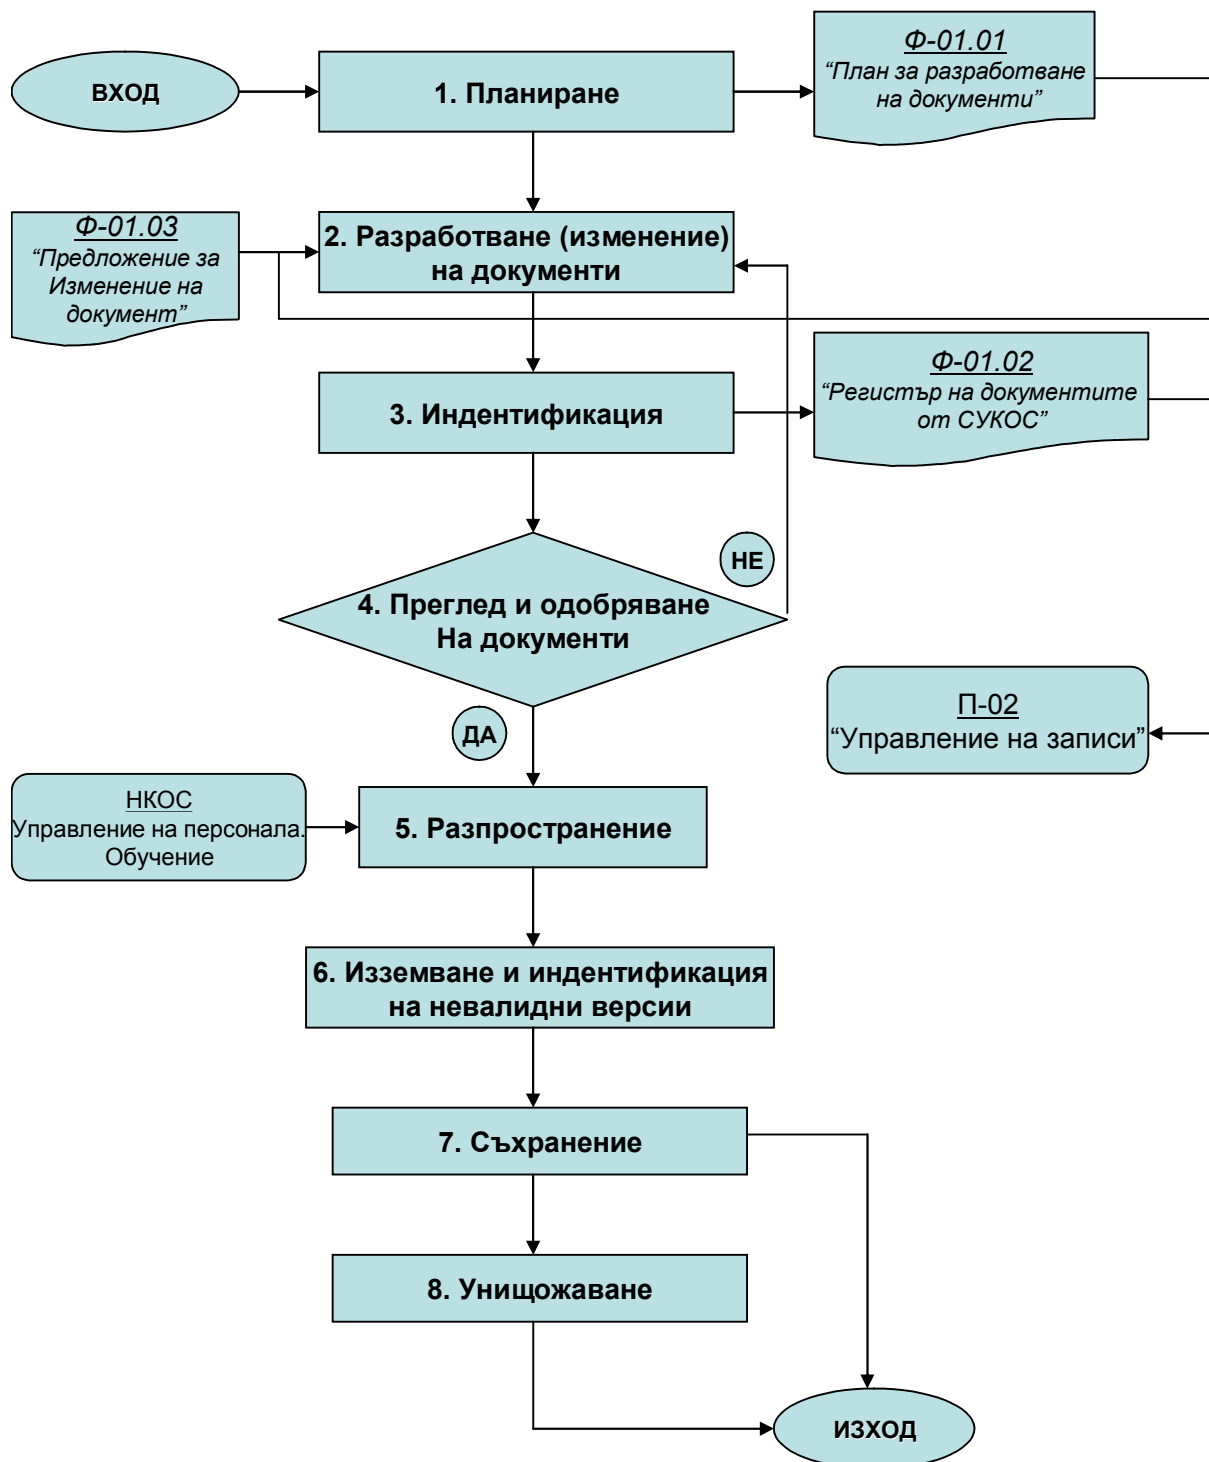 ВХОД
1. Планиране
Ф-01.01
“План за разработване
на документи”
Ф-01.03
“Предложение за
Изменение на
документ”
2. Разработване (изменение)
на документи
3. Индентификация
Ф-01.02
“Регистър на документите
от СУКОС”
НЕ
4. Преглед и одобряване
На документи
ДА
П-02
“Управление на записи”
НКОС
Управление на персонала.
Обучение
5. Разпространение
6. Изземване и индентификация
на невалидни версии
7. Съхранение
8. Унищожаване
ИЗХОД